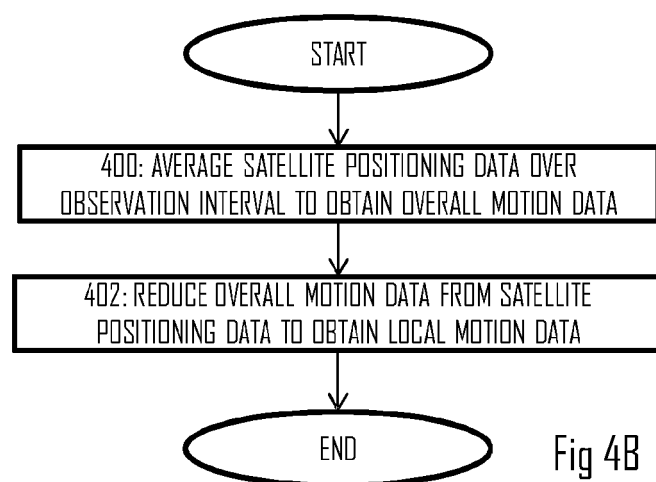 START
400: AVERAGE SATELLITE POSITIONING DATA OVER
OBSERVATION INTERVAL TO OBTAIN OVERALL MOTION DATA
402: REDUCE OVERALL MOTION DATA FROM SATELLITE
POSITIONING DATA TO OBTAIN LOCAL MOTION DATA
END
Fig 4B